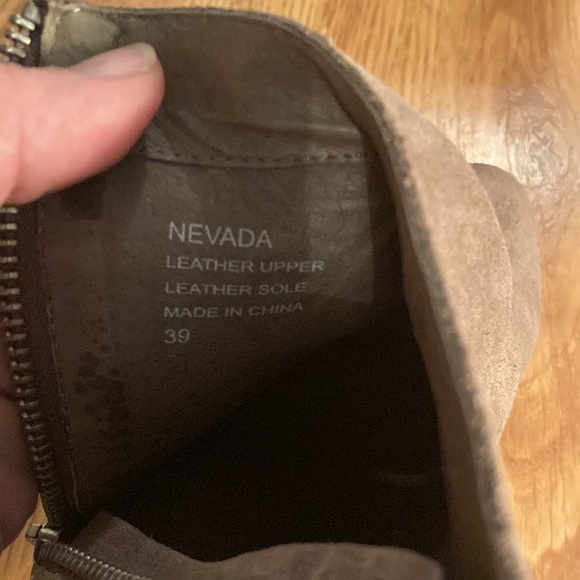 NEVADA
LEATHER UPPER
LEATHER SOLE
MADE IN CHINA
39